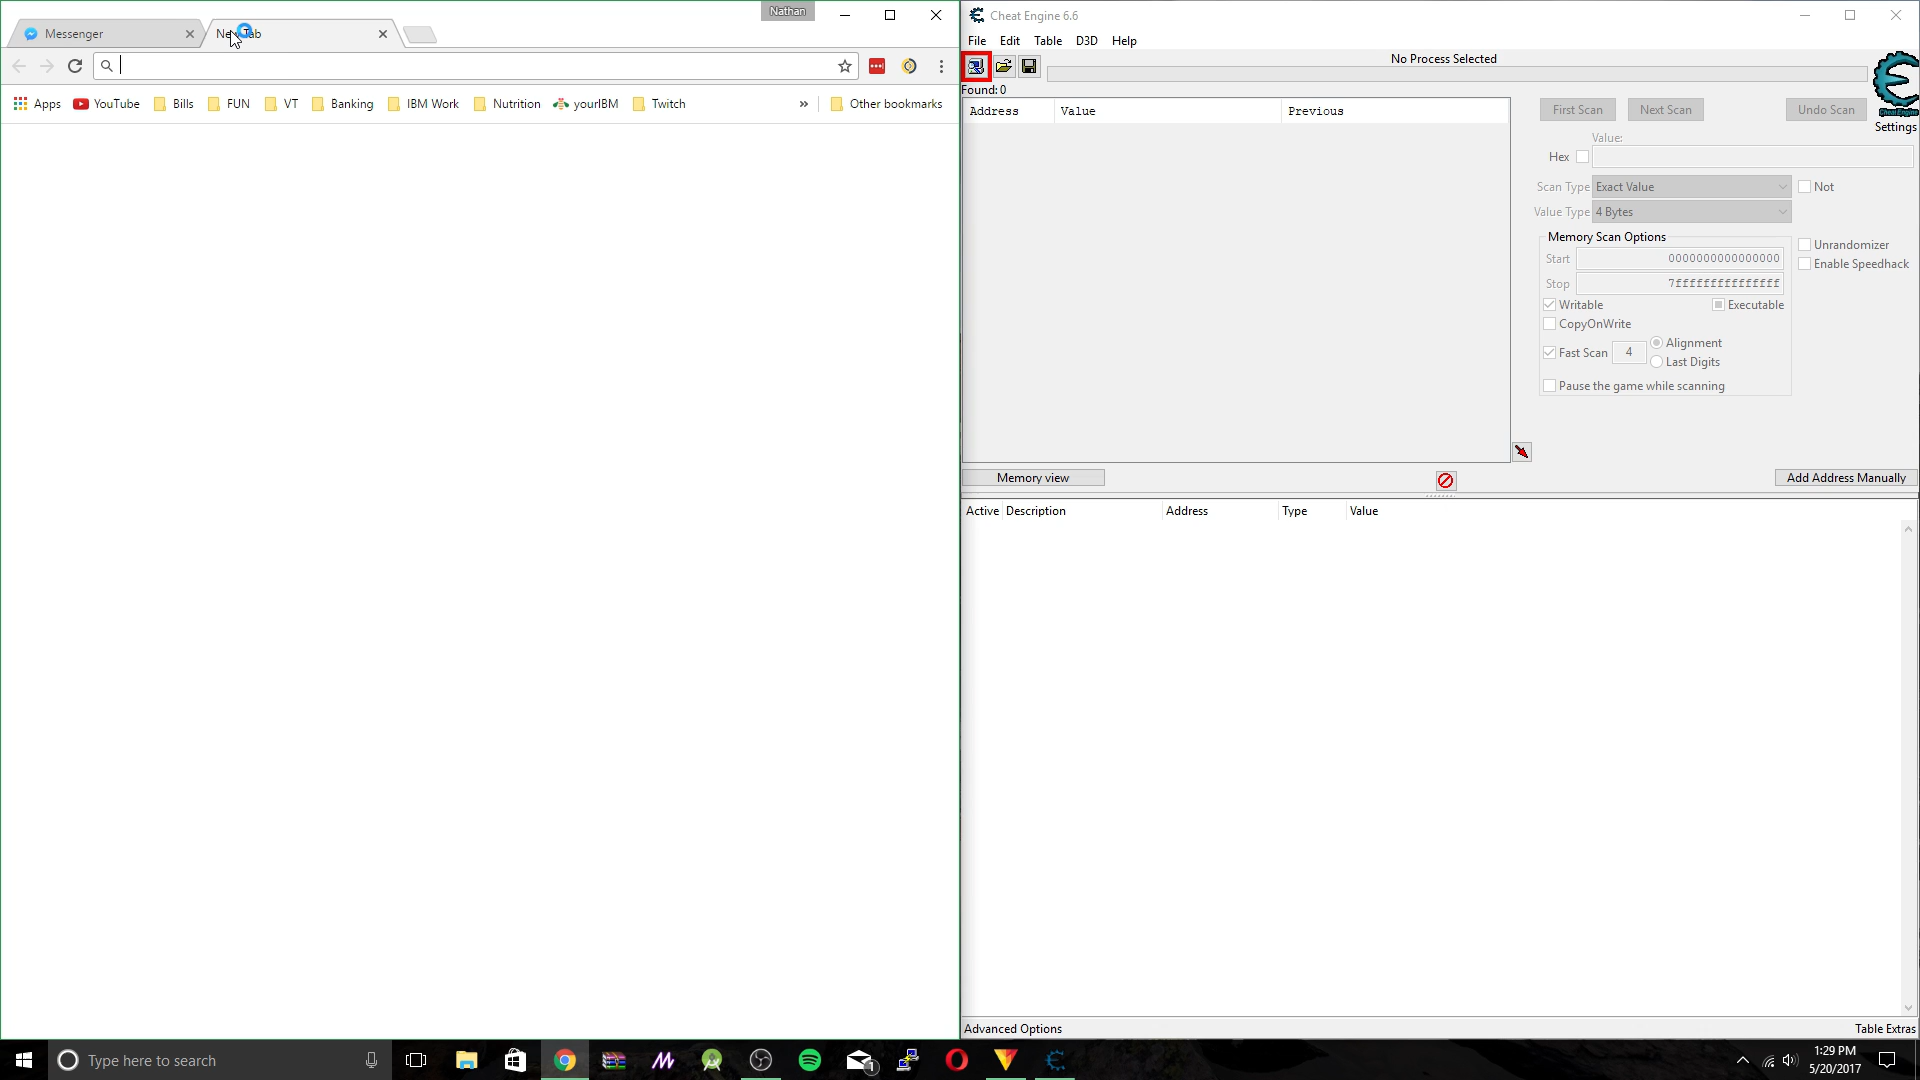 Nathan
Messenger
New Tab
Apps YouTube Bills FUN VT Banking IBM Work Nutrition yourIBM Twitch » Other bookmarks
Cheat Engine 6.6
File Edit Table D3D Help
No Process Selected
Found: 0
Address Value Previous
First Scan Next Scan Undo Scan
Cheat Engine
Settings
Value:
Hex
Scan Type Exact Value Not
Value Type 4 Bytes
Memory Scan Options
Unrandomizer
Start 0000000000000000
Enable Speedhack
Stop 7fffffffffffffff
Writable Executable
CopyOnWrite
Fast Scan 4 Alignment
Last Digits
Pause the game while scanning
Memory view Add Address Manually
Active Description Address Type Value
Advanced Options Table Extras
Type here to search
1
1:29 PM
5/20/2017